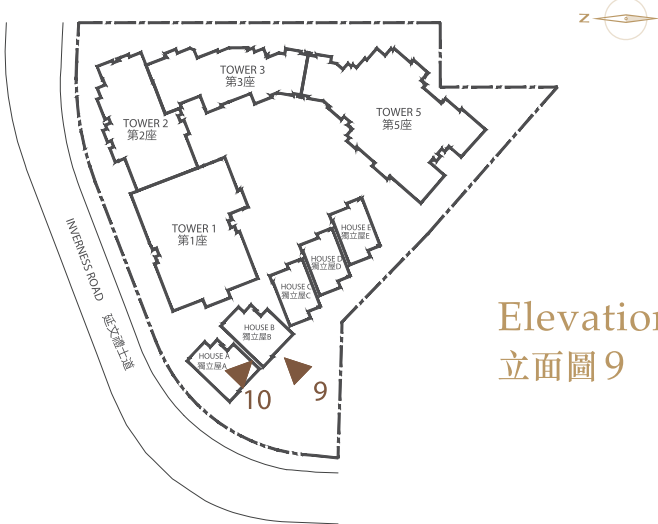 Z
TOWER 3
第3座
TOWER 5
第5座
TOWER 2
第2座
TOWER 1
第1座
HOUSE E
獨立屋E
HOUSE D
獨立屋D
HOUSE C
獨立屋C
HOUSE B
獨立屋B
HOUSE A
獨立屋A
INVERNESS ROAD 延文禮士道
10
9
Elevation
立面圖 9